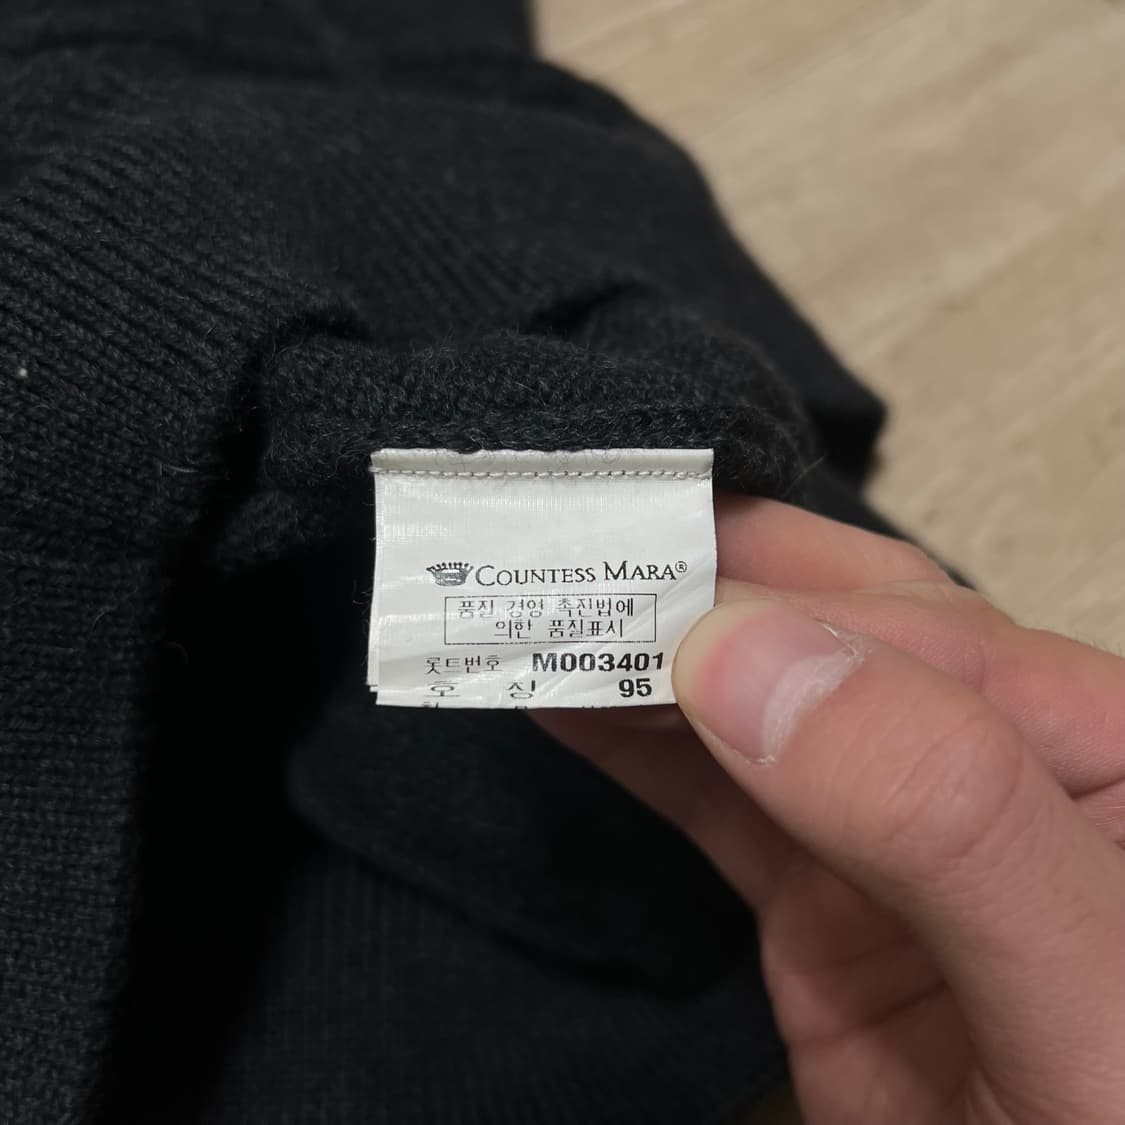 COUNTESS MARA®
품질 경영 촉진법에
의한 품질표시
롯드번호 M003401
호 칭 95